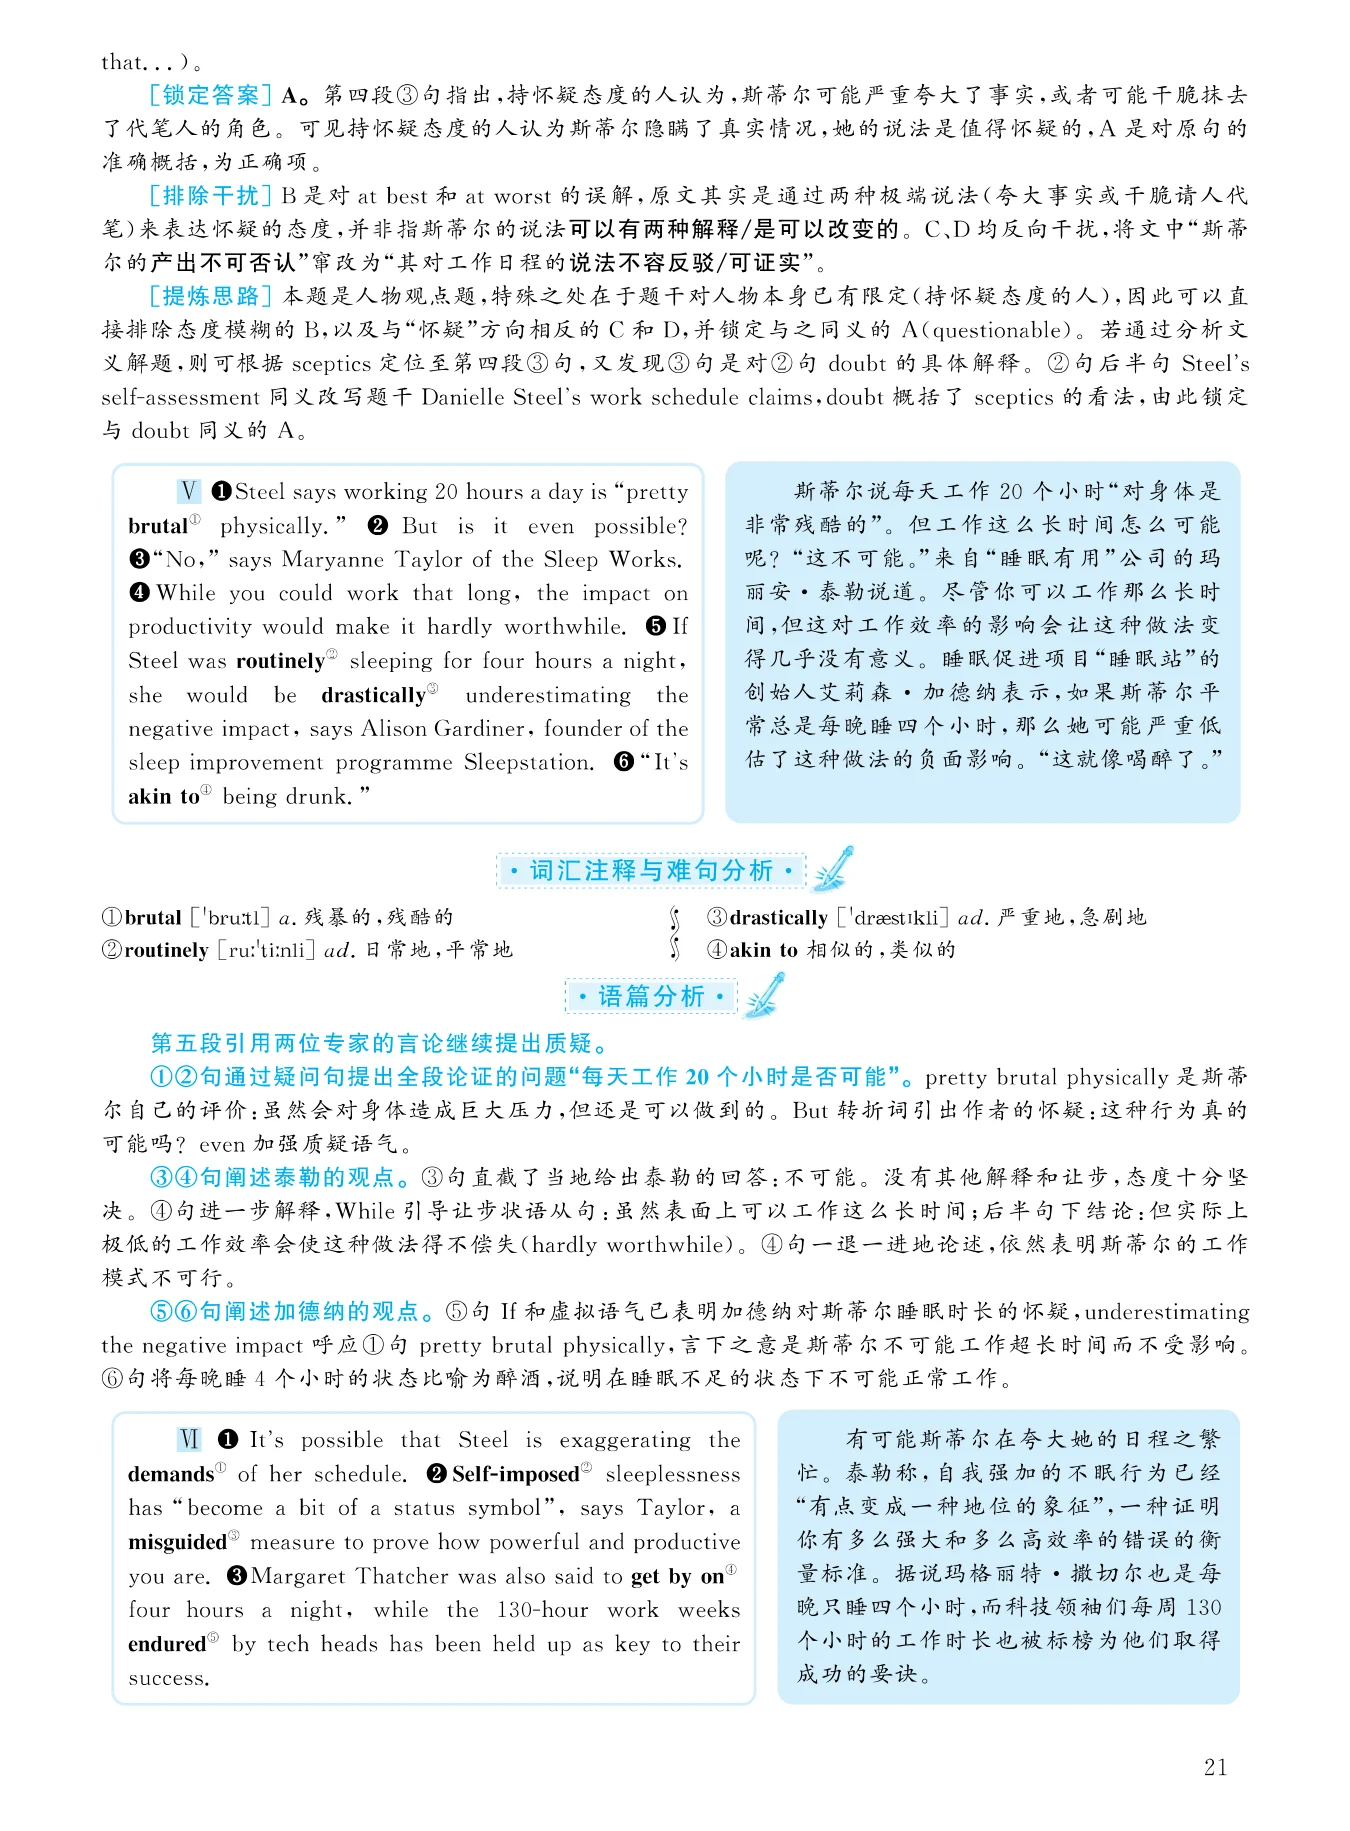 that...)。
[锁定答案] A。第四段③句指出,持怀疑态度的人认为,斯蒂尔可能严重夸大了事实,或者可能干脆抹去
了代笔人的角色。可见持怀疑态度的人认为斯蒂尔隐瞒了真实情况,她的说法是值得怀疑的,A 是对原句的
准确概括,为正确项。
[排除干扰] B是对 at best 和 at worst 的误解,原文其实是通过两种极端说法(夸大事实或干脆请人代
笔)来表达怀疑的态度,并非指斯蒂尔的说法可以有两种解释/是可以改变的。C、D均反向干扰,将文中“斯蒂
尔的产出不可否认”窜改为“其对工作日程的说法不容反驳/可证实”。
[提炼思路] 本题是人物观点题,特殊之处在于题干对人物本身已有限定(持怀疑态度的人),因此可以直
接排除态度模糊的 B,以及与“怀疑”方向相反的 C 和 D,并锁定与之同义的 A(questionable)。若通过分析文
义解题,则可根据 sceptics 定位至第四段③句,又发现③句是对②句 doubt 的具体解释。②句后半句 Steel's
self-assessment 同义改写题干 Danielle Steel's work schedule claims,doubt 概括了 sceptics 的看法,由此锁定
与 doubt 同义的 A。
Ⅴ ❶Steel says working 20 hours a day is “pretty
brutal① physically.” ❷ But is it even possible?
❸“No,” says Maryanne Taylor of the Sleep Works.
❹While you could work that long, the impact on
productivity would make it hardly worthwhile. ❺If
Steel was routinely② sleeping for four hours a night,
she would be drastically③ underestimating the
negative impact, says Alison Gardiner, founder of the
sleep improvement programme Sleepstation. ❻“It's
akin to④ being drunk.”
斯蒂尔说每天工作 20 个小时“对身体是
非常残酷的”。但工作这么长时间怎么可能
呢？“这不可能。”来自“睡眠有用”公司的玛
丽安·泰勒说道。尽管你可以工作那么长时
间,但这对工作效率的影响会让这种做法变
得几乎没有意义。睡眠促进项目“睡眠站”的
创始人艾莉森·加德纳表示,如果斯蒂尔平
常总是每晚睡四个小时,那么她可能严重低
估了这种做法的负面影响。“这就像喝醉了。”
·词汇注释与难句分析·
①brutal [ˈbruːtl] a. 残暴的,残酷的
②routinely [ruːˈtiːnli] ad. 日常地,平常地
③drastically [ˈdræstɪkli] ad. 严重地,急剧地
④akin to 相似的,类似的
·语篇分析·
第五段引用两位专家的言论继续提出质疑。
①②句通过疑问句提出全段论证的问题“每天工作 20 个小时是否可能”。pretty brutal physically 是斯蒂
尔自己的评价:虽然会对身体造成巨大压力,但还是可以做到的。But 转折词引出作者的怀疑:这种行为真的
可能吗？even 加强质疑语气。
③④句阐述泰勒的观点。③句直截了当地给出泰勒的回答:不可能。没有其他解释和让步,态度十分坚
决。④句进一步解释,While 引导让步状语从句:虽然表面上可以工作这么长时间;后半句下结论:但实际上
极低的工作效率会使这种做法得不偿失(hardly worthwhile)。④句一退一进地论述,依然表明斯蒂尔的工作
模式不可行。
⑤⑥句阐述加德纳的观点。⑤句 If 和虚拟语气已表明加德纳对斯蒂尔睡眠时长的怀疑,underestimating
the negative impact 呼应①句 pretty brutal physically,言下之意是斯蒂尔不可能工作超长时间而不受影响。
⑥句将每晚睡 4 个小时的状态比喻为醉酒,说明在睡眠不足的状态下不可能正常工作。
Ⅵ ❶ It's possible that Steel is exaggerating the
demands① of her schedule. ❷Self-imposed② sleeplessness
has “become a bit of a status symbol”, says Taylor, a
misguided③ measure to prove how powerful and productive
you are. ❸Margaret Thatcher was also said to get by on④
four hours a night, while the 130-hour work weeks
endured⑤ by tech heads has been held up as key to their
success.
有可能斯蒂尔在夸大她的日程之繁
忙。泰勒称,自我强加的不眠行为已经
“有点变成一种地位的象征”,一种证明
你有多么强大和多么高效率的错误的衡
量标准。据说玛格丽特·撒切尔也是每
晚只睡四个小时,而科技领袖们每周 130
个小时的工作时长也被标榜为他们取得
成功的要诀。
21